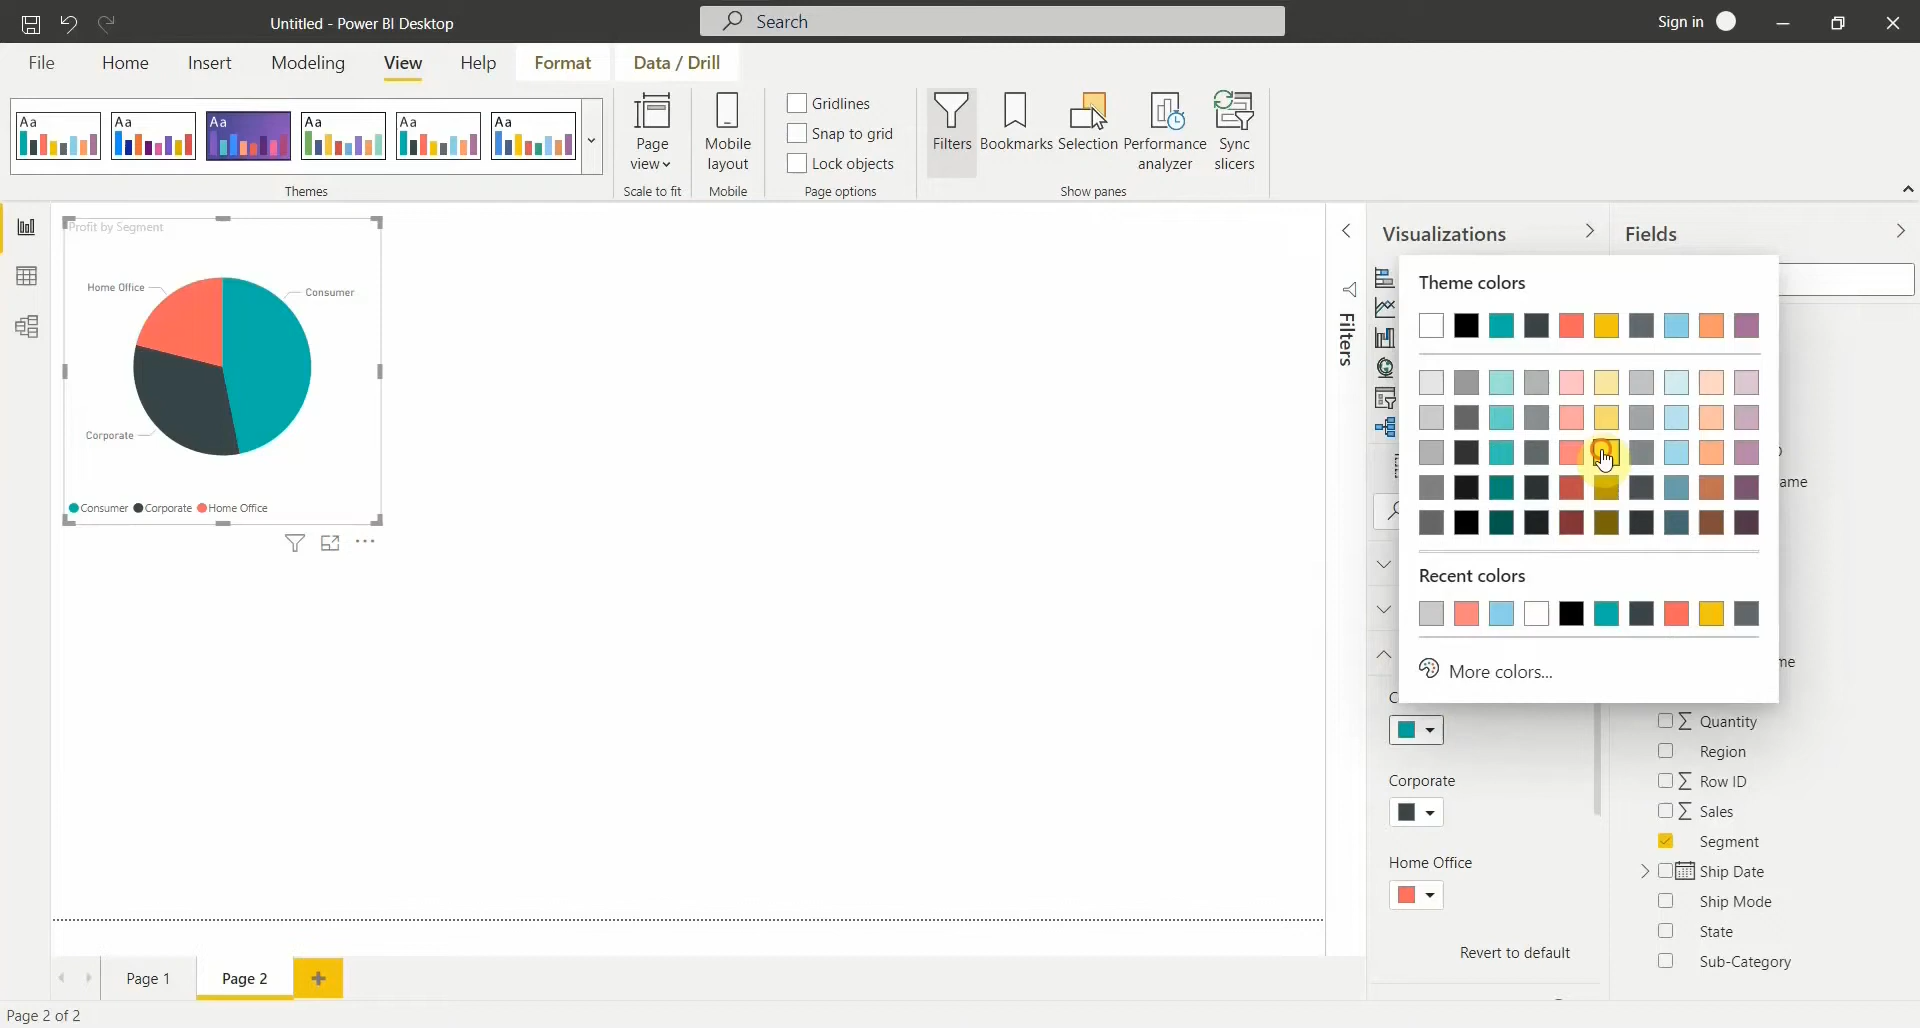 Untitled - Power BI Desktop
Search
Sign in
File Home Insert Modeling View Help Format Data / Drill
Aa Aa Aa Aa Aa Aa
Themes
Page view
Scale to fit
Mobile layout
Mobile
Gridlines
Snap to grid
Lock objects
Page options
Filters
Bookmarks
Selection
Performance analyzer
Sync slicers
Show panes
Profit by Segment
Home Office
Consumer
Corporate
Consumer Corporate Home Office
Filters
Visualizations
Fields
Theme colors
Recent colors
More colors...
ame
me
C
Corporate
Home Office
Revert to default
Quantity
Region
Row ID
Sales
Segment
Ship Date
Ship Mode
State
Sub-Category
Page 1
Page 2
Page 2 of 2